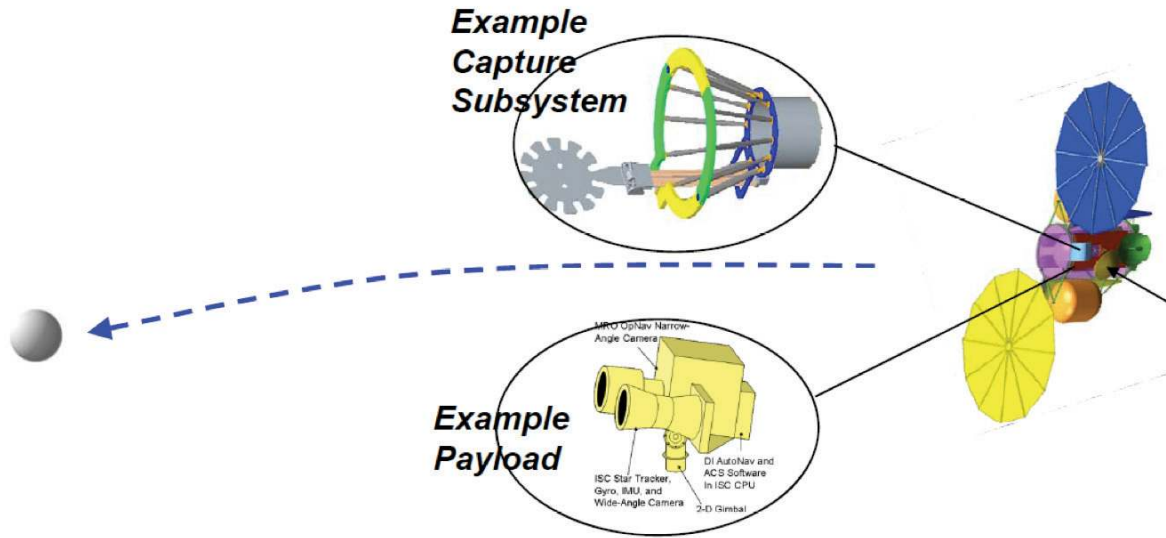 Example
Capture
Subsystem
MRO OpNav Narrow-
Angle Camera
Example
Payload
ISC Star Tracker,
Gyro, IMU, and
Wide-Angle Camera
2-D Gimbal
DI AutoNav and
ACS Software
In ISC CPU